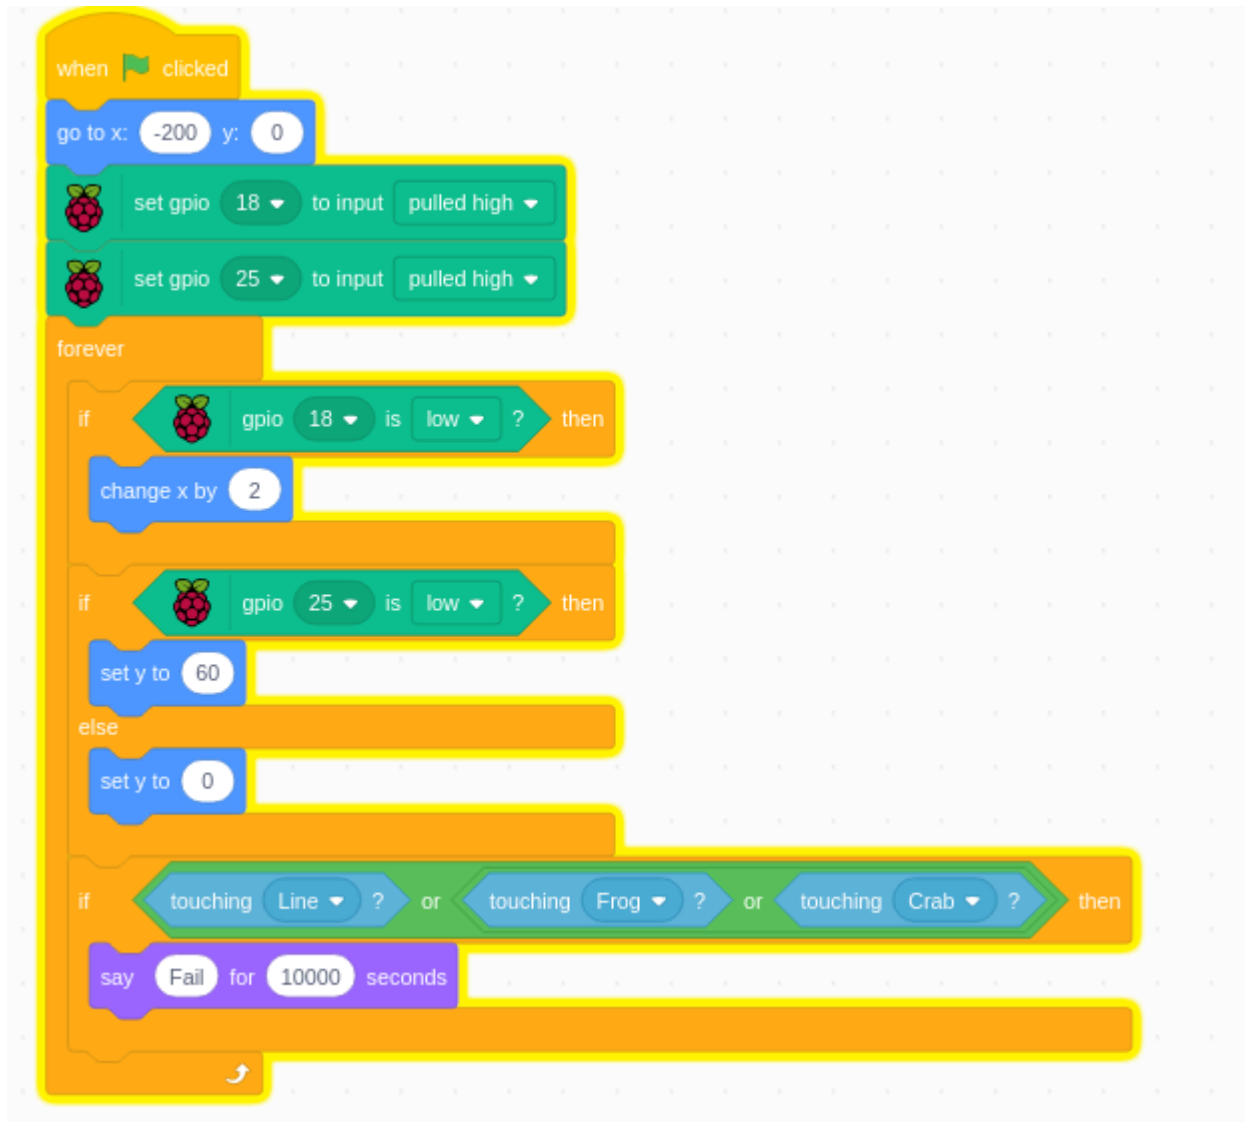 when clicked
go to x: -200 y: 0
set gpio 18 to input pulled high
set gpio 25 to input pulled high
forever
if gpio 18 is low ? then
change x by 2
if gpio 25 is low ? then
set y to 60
else
set y to 0
if touching Line ? or touching Frog ? or touching Crab ? then
say Fail for 10000 seconds